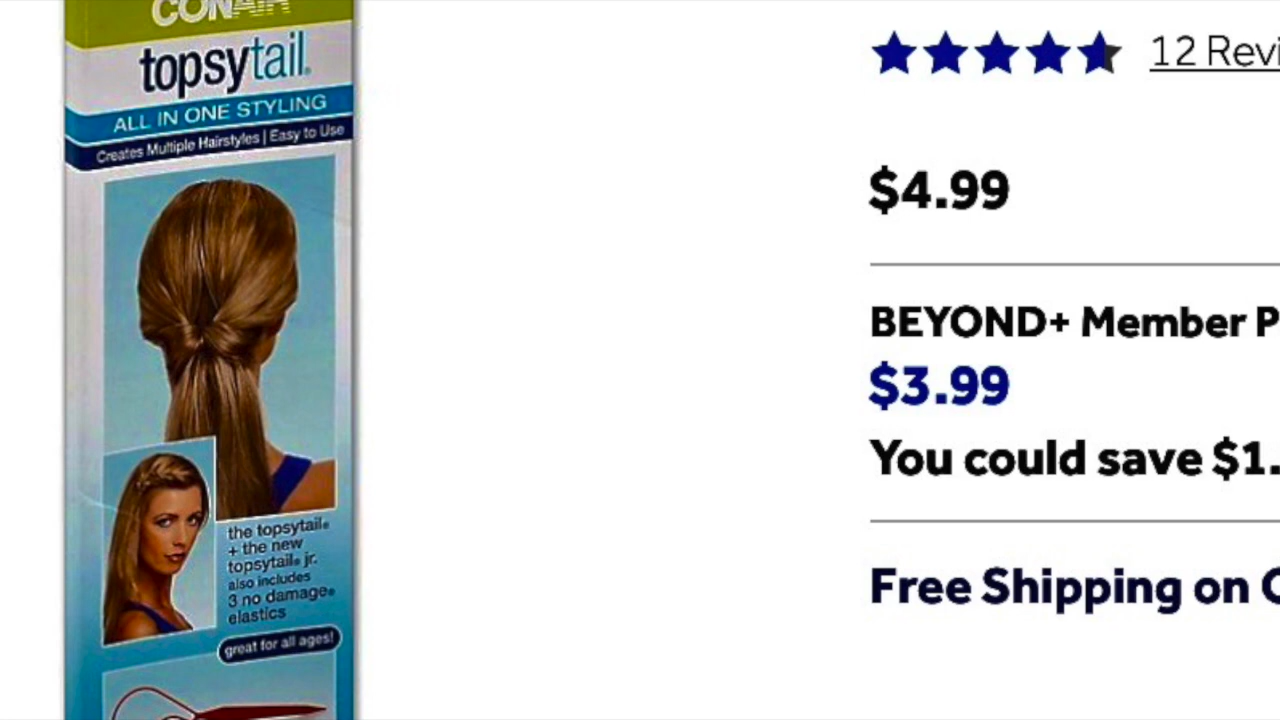 CONAIR
topsytail®
ALL IN ONE STYLING
Creates Multiple Hairstyles | Easy to Use
the topsytail®
+ the new
topsytail® jr.
also includes
3 no damage®
elastics
great for all ages!
12 Revi
$4.99
BEYOND+ Member P
$3.99
You could save $1.
Free Shipping on O